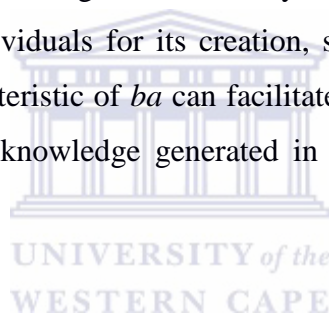 viduals for its creation, s
teristic of ba can facilitate
knowledge generated in
UNIVERSITY of the
WESTERN CAPE